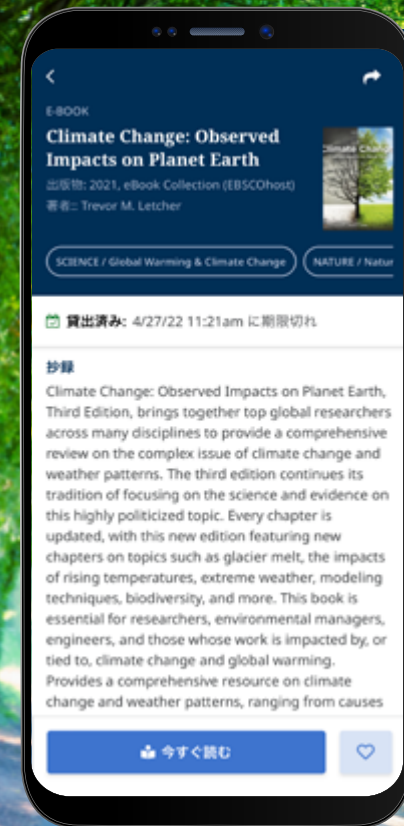 E-BOOK
Climate Change: Observed
Impacts on Planet Earth
出版物: 2021, eBook Collection (EBSCOhost)
著者:: Trevor M. Letcher
Climate Change
SCIENCE / Global Warming & Climate Change
NATURE / Natur
貸出済み: 4/27/22 11:21am に期限切れ
抄録
Climate Change: Observed Impacts on Planet Earth,
Third Edition, brings together top global researchers
across many disciplines to provide a comprehensive
review on the complex issue of climate change and
weather patterns. The third edition continues its
tradition of focusing on the science and evidence on
this highly politicized topic. Every chapter is
updated, with this new edition featuring new
chapters on topics such as glacier melt, the impacts
of rising temperatures, extreme weather, modeling
techniques, biodiversity, and more. This book is
essential for researchers, environmental managers,
engineers, and those whose work is impacted by, or
tied to, climate change and global warming.
Provides a comprehensive resource on climate
change and weather patterns, ranging from causes
今すぐ読む